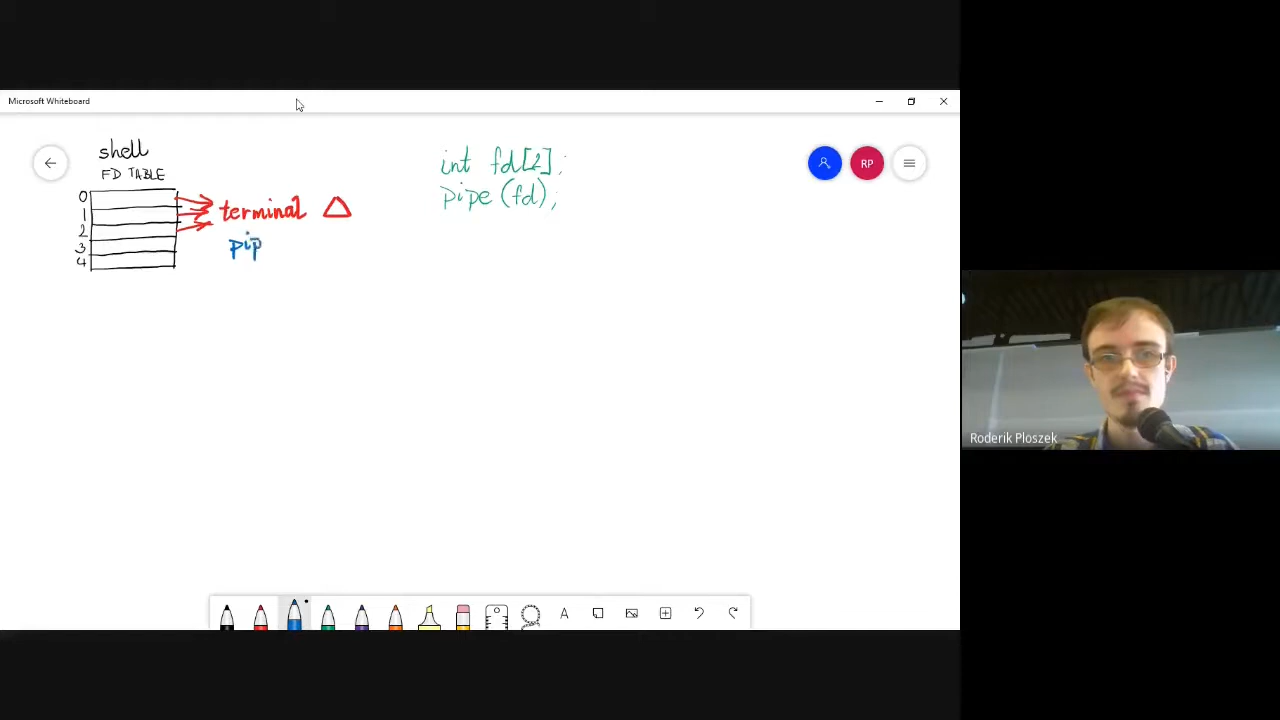 Microsoft Whiteboard
shell
FD TABLE
int fd[2];
pipe(fd);
RP
0
1
2
3
4
terminal Δ
pip
Roderik Ploszek
A